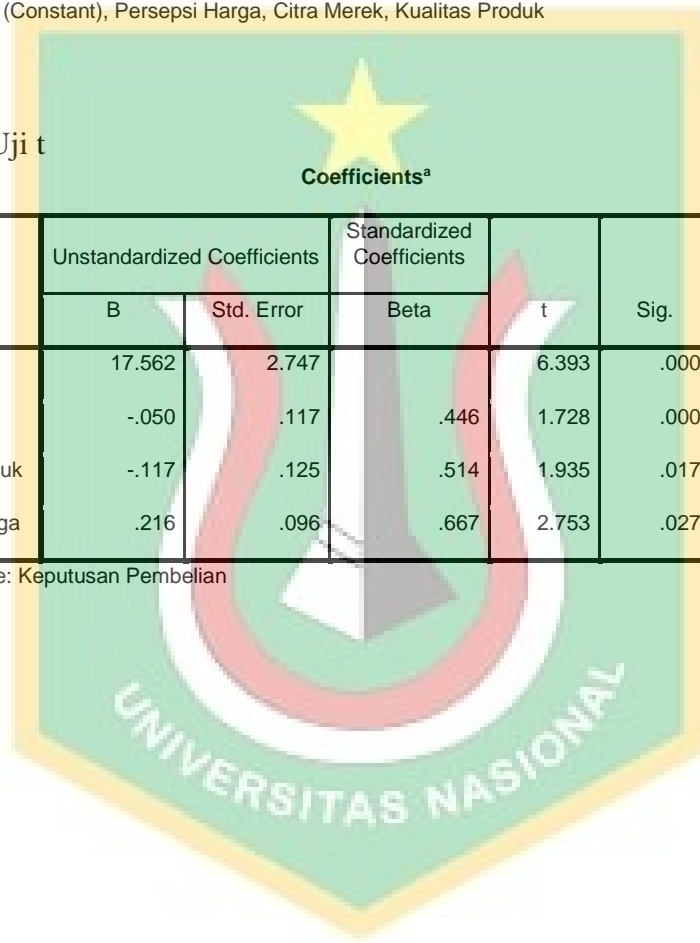 (Constant), Persepsi Harga, Citra Merek, Kualitas Produk
Uji t
Coefficientsᵃ
Unstandardized Coefficients Standardized Coefficients
B Std. Error Beta t Sig.
17.562 2.747 6.393 .000
-.050 .117 .446 1.728 .000
uk -.117 .125 .514 1.935 .017
ga .216 .096 .667 2.753 .027
e: Keputusan Pembelian
UNIVERSITAS NASIONAL